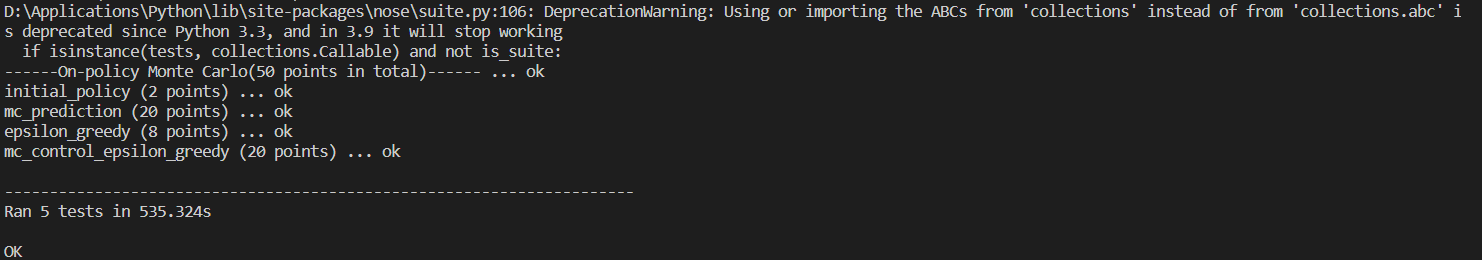 D:\Applications\Python\lib\site-packages\nose\suite.py:106: DeprecationWarning: Using or importing the ABCs from 'collections' instead of from 'collections.abc' i
s deprecated since Python 3.3, and in 3.9 it will stop working
  if isinstance(tests, collections.Callable) and not is_suite:
------On-policy Monte Carlo(50 points in total)------ ... ok
initial_policy (2 points) ... ok
mc_prediction (20 points) ... ok
epsilon_greedy (8 points) ... ok
mc_control_epsilon_greedy (20 points) ... ok
----------------------------------------------------------------------
Ran 5 tests in 535.324s
OK